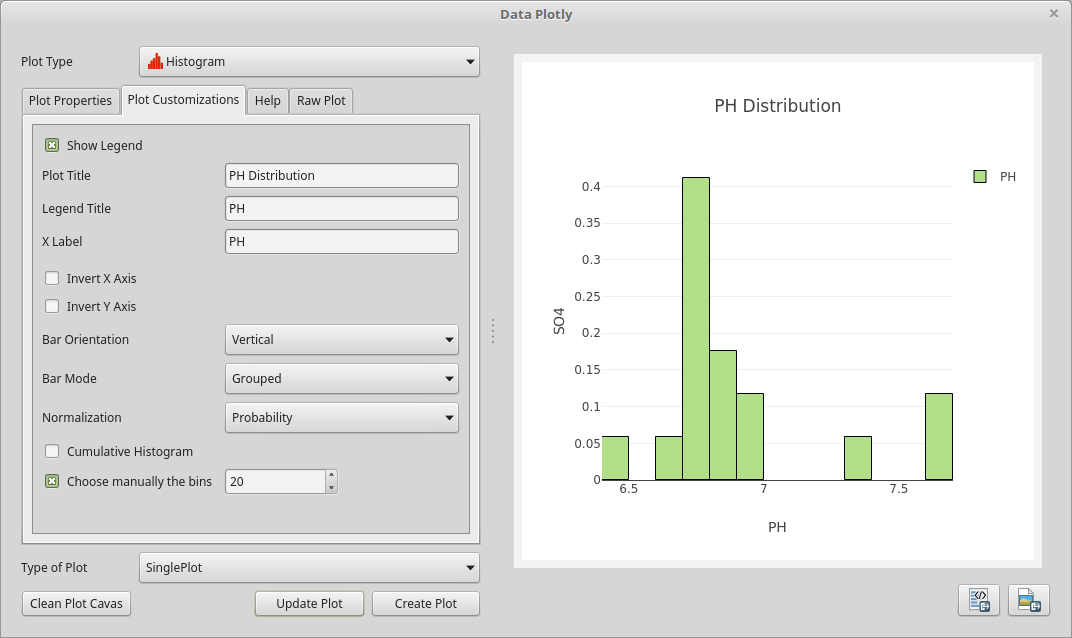 Data Plotly
Plot Type
Histogram
Plot Properties
Plot Customizations
Help
Raw Plot
Show Legend
Plot Title
PH Distribution
Legend Title
PH
X Label
PH
Invert X Axis
Invert Y Axis
Bar Orientation
Vertical
Bar Mode
Grouped
Normalization
Probability
Cumulative Histogram
Choose manually the bins
20
Type of Plot
SinglePlot
Clean Plot Cavas
Update Plot
Create Plot
PH Distribution
PH
0.4
0.35
0.3
0.25
0.2
0.15
0.1
0.05
0
SO4
6.5
7
7.5
PH